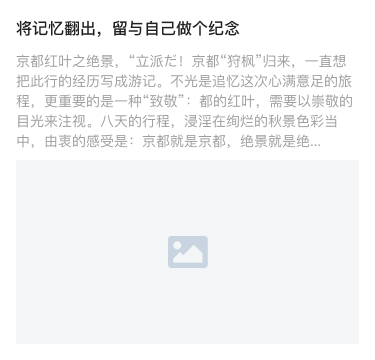 将记忆翻出，留与自己做个纪念
京都红叶之绝景，“立派だ！京都“狩枫”归来，一直想
把此行的经历写成游记。不光是追忆这次心满意足的旅
程，更重要的是一种“致敬”：都的红叶，需要以崇敬的
目光来注视。八天的行程，浸淫在绚烂的秋景色彩当
中，由衷的感受是：京都就是京都，绝景就是绝...